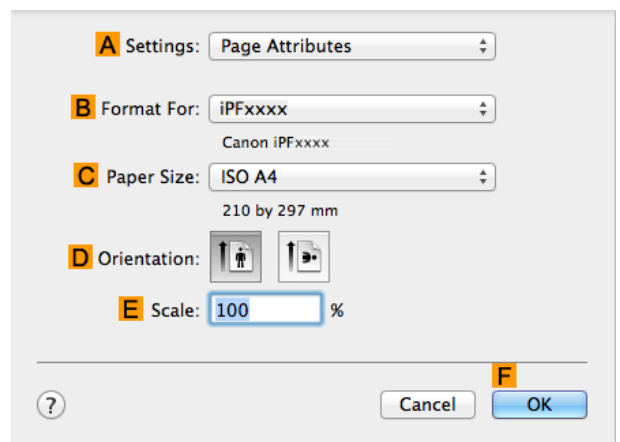 A Settings: Page Attributes
B Format For: iPFxxxx
Canon iPFxxxx
C Paper Size: ISO A4
210 by 297 mm
D Orientation:
E Scale: 100 %
F
? Cancel OK